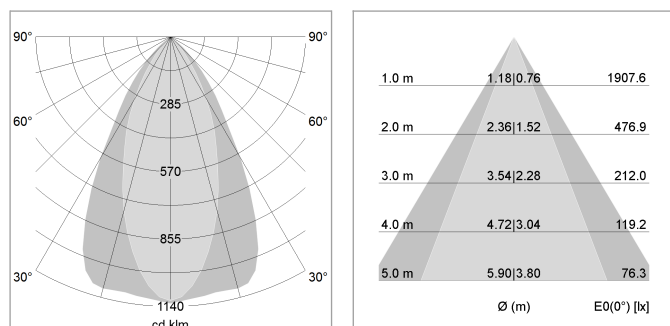 90° 90°
285
60° 60°
570
855
30° 30°
1140
cd klm
1.0 m 1.18|0.76 1907.6
2.0 m 2.36|1.52 476.9
3.0 m 3.54|2.28 212.0
4.0 m 4.72|3.04 119.2
5.0 m 5.90|3.80 76.3
Ø (m) E0(0°) [lx]